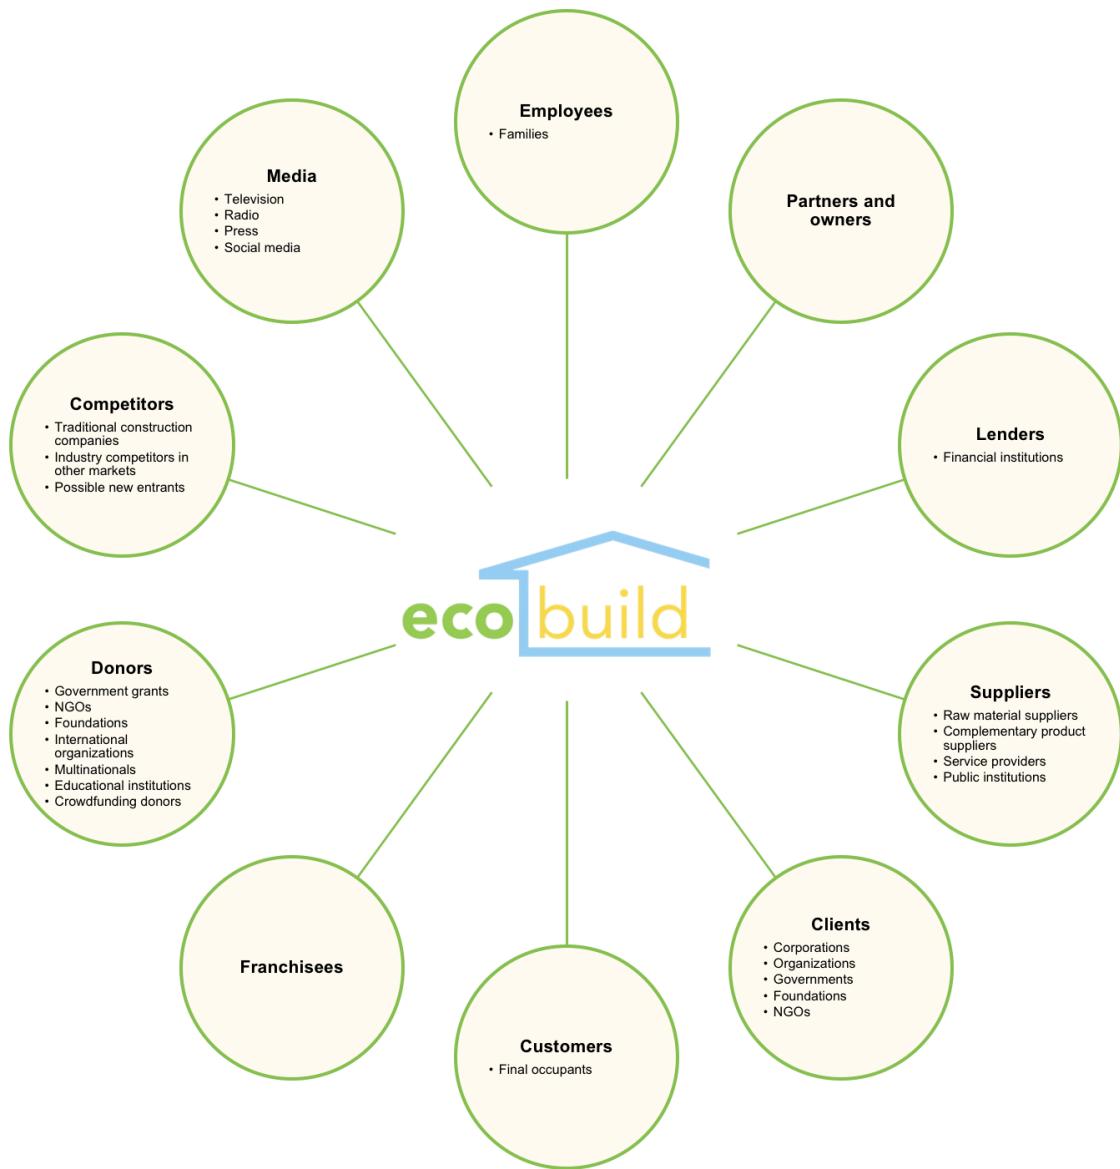 Employees
• Families
Media
• Television
• Radio
• Press
• Social media
Partners and
owners
Competitors
• Traditional construction
companies
• Industry competitors in
other markets
• Possible new entrants
Lenders
• Financial institutions
eco build
Donors
• Government grants
• NGOs
• Foundations
• International
organizations
• Multinationals
• Educational institutions
• Crowdfunding donors
Suppliers
• Raw material suppliers
• Complementary product
suppliers
• Service providers
• Public institutions
Franchisees
Clients
• Corporations
• Organizations
• Governments
• Foundations
• NGOs
Customers
• Final occupants